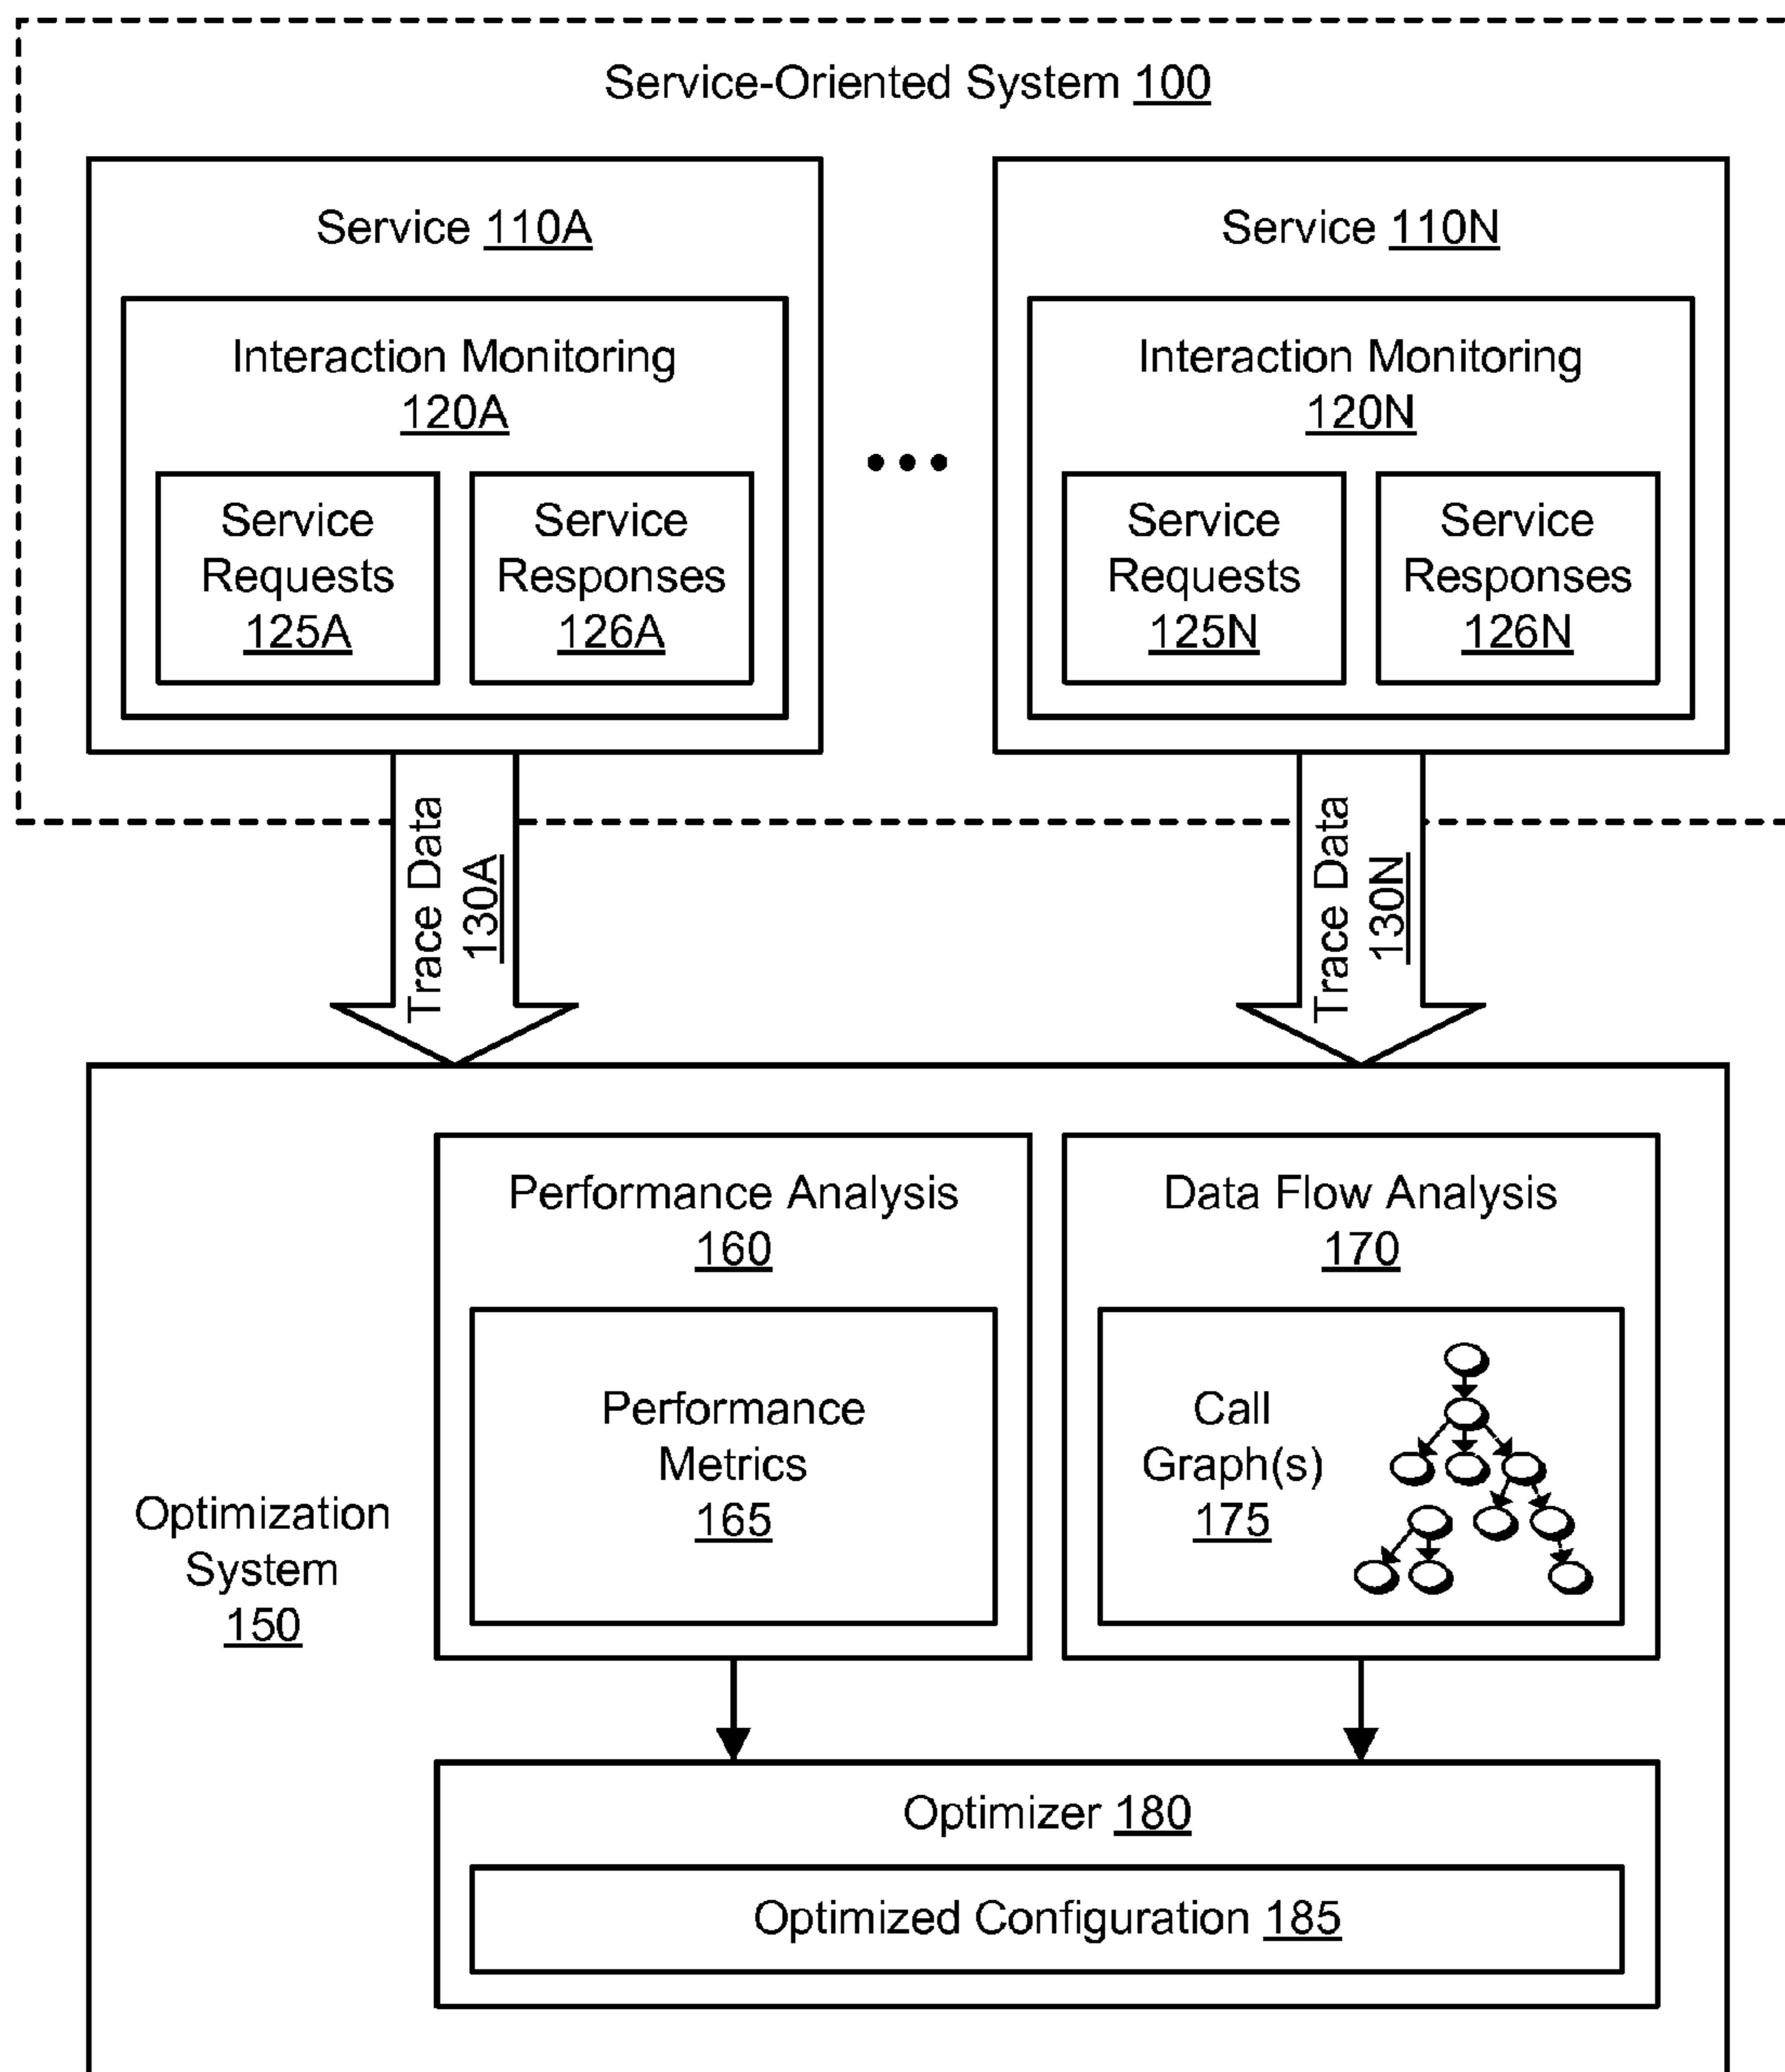 Service-Oriented System 100
Service 110A
Interaction Monitoring
120A
Service
Requests
125A
Service
Responses
126A
•••
Service 110N
Interaction Monitoring
120N
Service
Requests
125N
Service
Responses
126N
Trace Data
130A
Trace Data
130N
Optimization
System
150
Performance Analysis
160
Performance
Metrics
165
Data Flow Analysis
170
Call
Graph(s)
175
Optimizer 180
Optimized Configuration 185